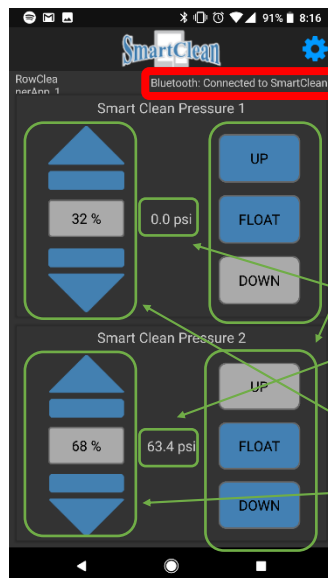 91% 8:16
SmartClean
RowClea
nerApp_1
Bluetooth: Connected to SmartClean
Smart Clean Pressure 1
UP
32 %
0.0 psi
FLOAT
DOWN
Smart Clean Pressure 2
UP
68 %
63.4 psi
FLOAT
DOWN